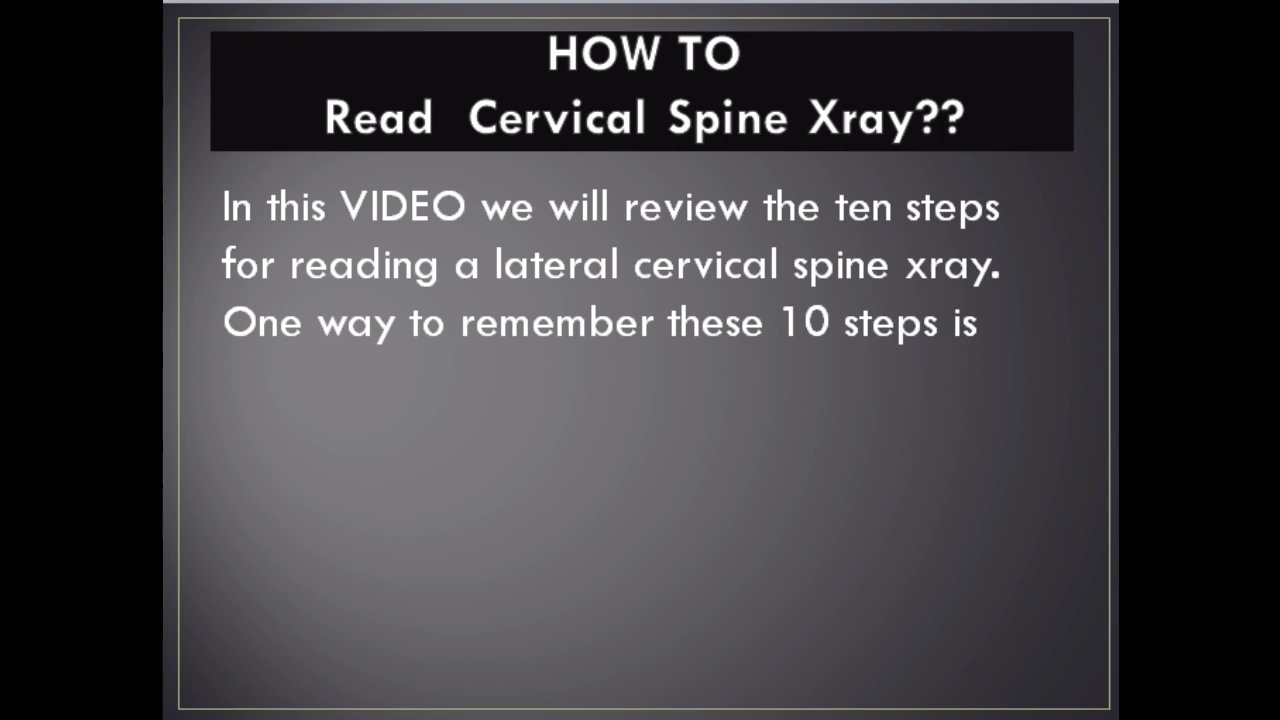 HOW TO
Read Cervical Spine Xray??
In this VIDEO we will review the ten steps
for reading a lateral cervical spine xray.
One way to remember these 10 steps is